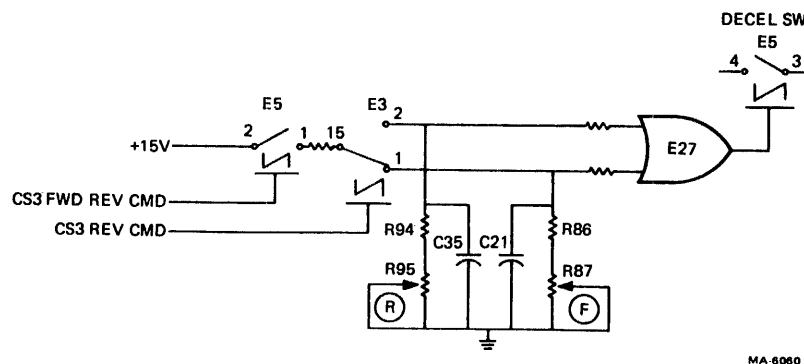 DECEL SW
E5
4 3
E5
E3
2
2 1 15
+15V
1
E27
CS3 FWD REV CMD
CS3 REV CMD
R94 C35 C21 R86
R95 R87
R F
MA-6060